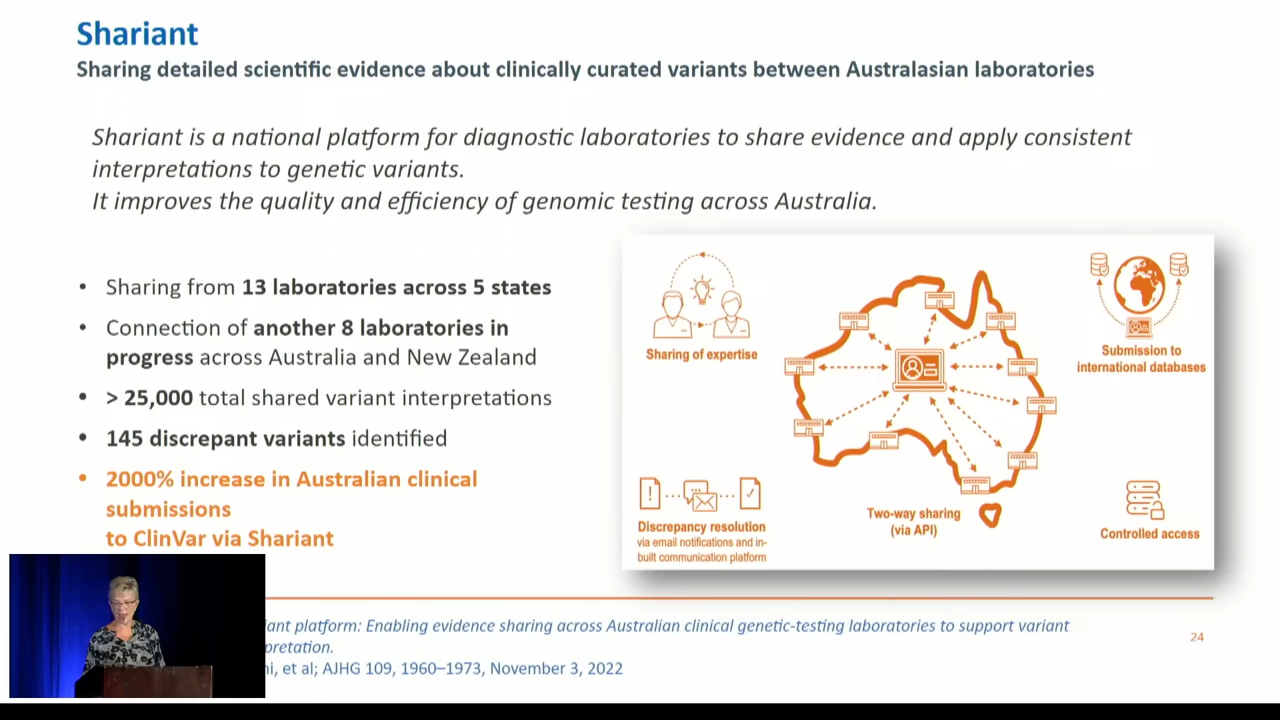 Shariant
Sharing detailed scientific evidence about clinically curated variants between Australasian laboratories
Shariant is a national platform for diagnostic laboratories to share evidence and apply consistent
interpretations to genetic variants.
It improves the quality and efficiency of genomic testing across Australia.
• Sharing from 13 laboratories across 5 states
• Connection of another 8 laboratories in
progress across Australia and New Zealand
• > 25,000 total shared variant interpretations
• 145 discrepant variants identified
• 2000% increase in Australian clinical
submissions
to ClinVar via Shariant
Sharing of expertise
Submission to
international databases
Discrepancy resolution
via email notifications and in-
built communication platform
Two-way sharing
(via API)
Controlled access
platform: Enabling evidence sharing across Australian clinical genetic-testing laboratories to support variant
et al; AJHG 109, 1960–1973, November 3, 2022
24